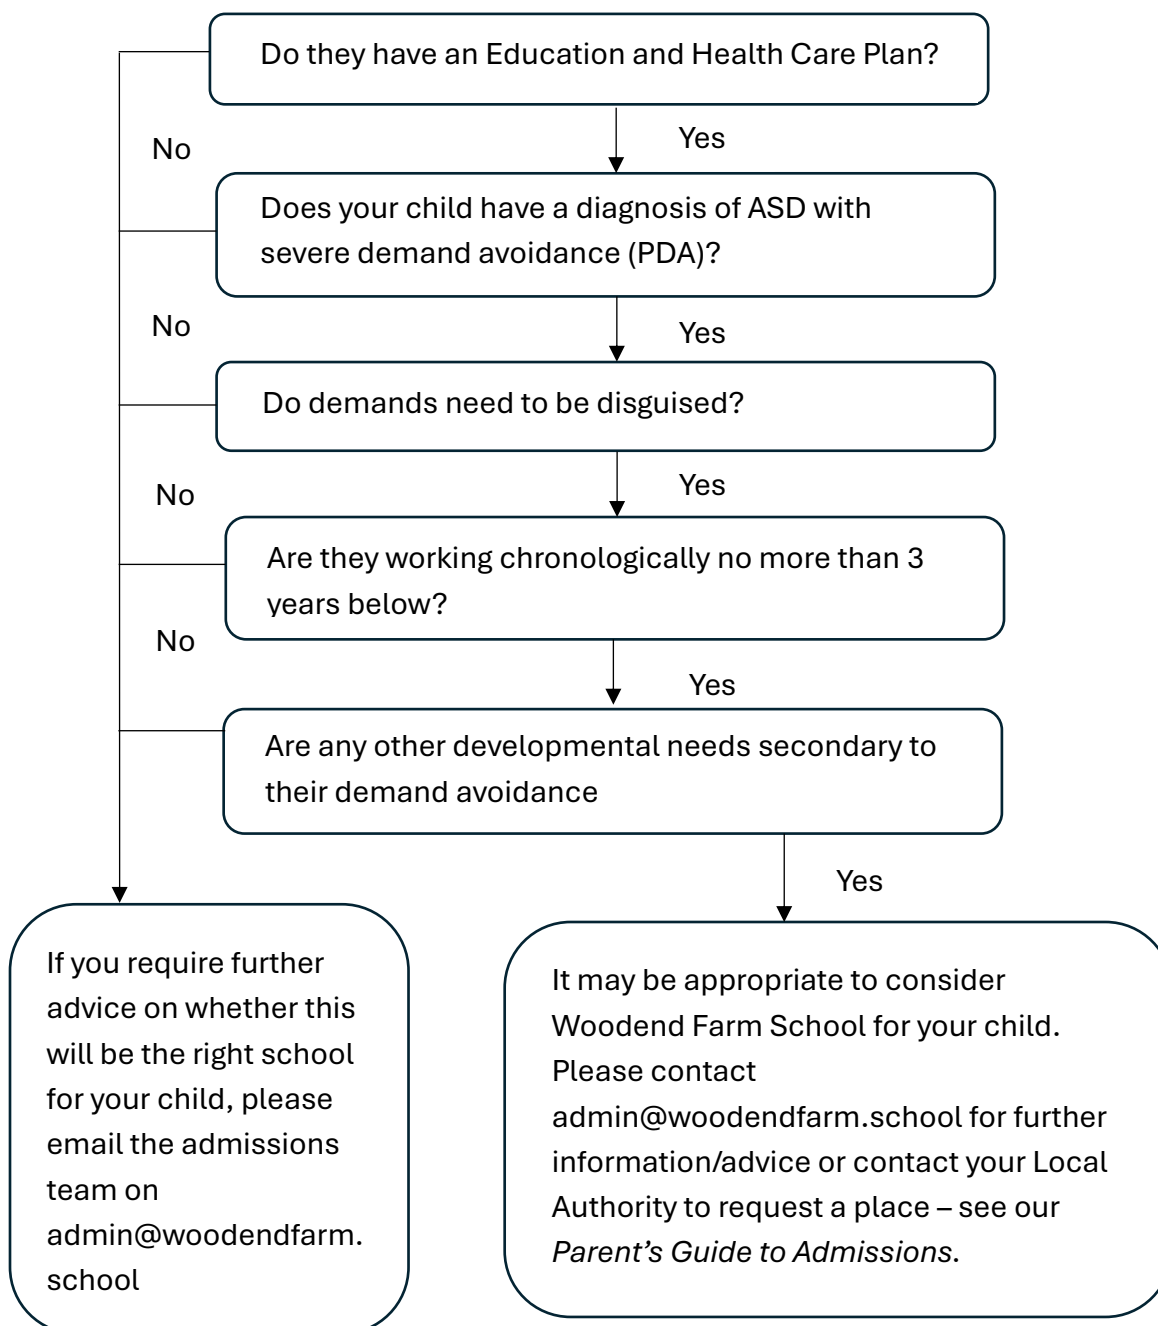 Do they have an Education and Health Care Plan?
No
Yes
Does your child have a diagnosis of ASD with
severe demand avoidance (PDA)?
No
Yes
Do demands need to be disguised?
No
Yes
Are they working chronologically no more than 3
years below?
No
Yes
Are any other developmental needs secondary to
their demand avoidance
Yes
If you require further
advice on whether this
will be the right school
for your child, please
email the admissions
team on
admin@woodendfarm.
school
It may be appropriate to consider
Woodend Farm School for your child.
Please contact
admin@woodendfarm.school for further
information/advice or contact your Local
Authority to request a place – see our
Parent’s Guide to Admissions.